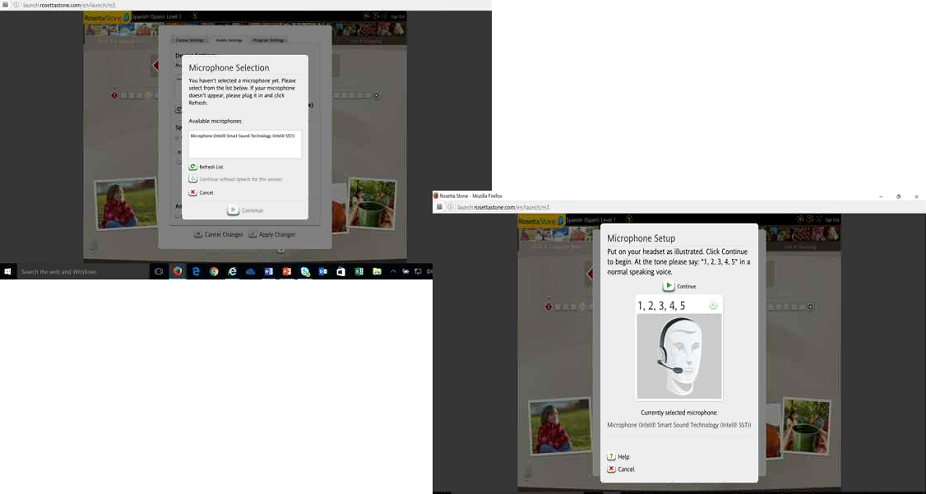 launch.rosettastone.com/en/launch/rs3
RosettaStone Spanish (Spain) Level 1
Sign Out
Course Settings Audio Settings Program Settings
Microphone Selection
You haven't selected a microphone yet. Please
select from the list below. If your microphone
doesn't appear, please plug it in and click
Refresh.
Available microphones:
Microphone (Intel® Smart Sound Technology (Intel® SST))
Refresh List
Continue without speech for this session.
Cancel
Continue
Cancel Changes Apply Changes
Search the web and Windows
Rosetta Stone - Mozilla Firefox
launch.rosettastone.com/en/launch/rs3
RosettaStone Spanish (Spain) Level 1
Sign Out
Microphone Setup
Put on your headset as illustrated. Click Continue
to begin. At the tone please say: "1, 2, 3, 4, 5" in a
normal speaking voice.
Continue
1, 2, 3, 4, 5
Currently selected microphone:
Microphone (Intel® Smart Sound Technology (Intel® SST))
Help
Cancel